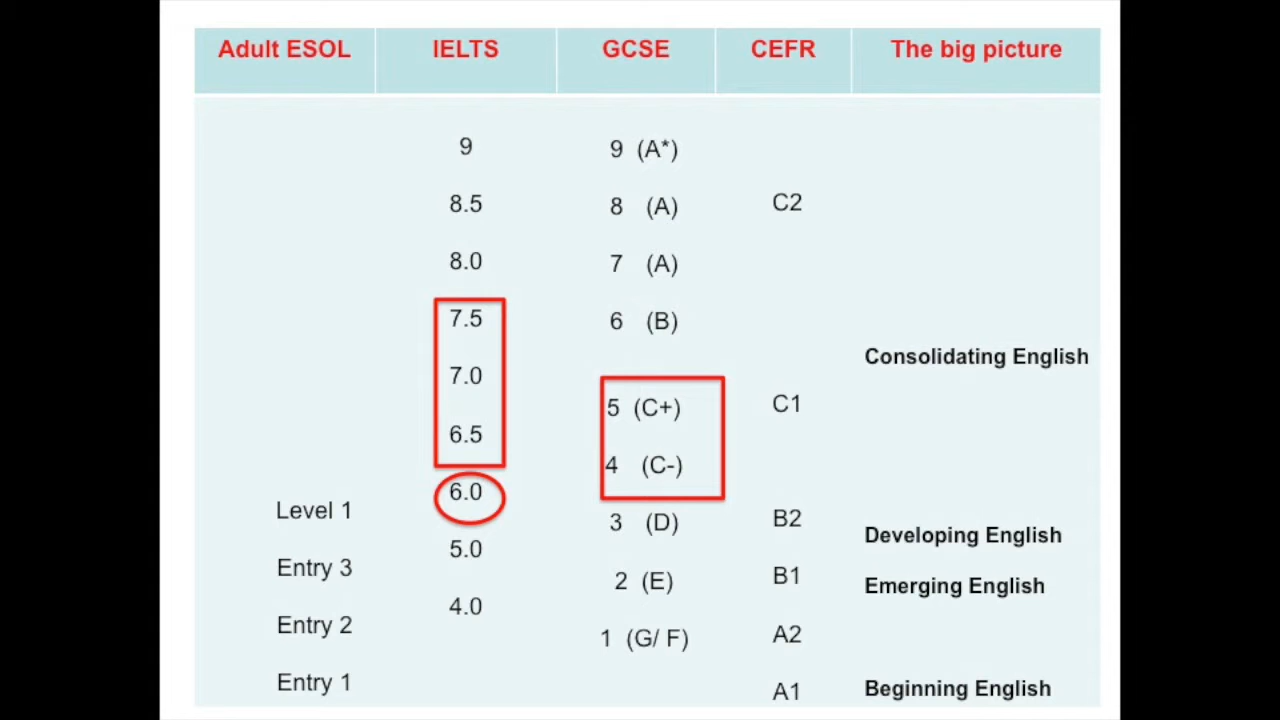 Adult ESOL IELTS GCSE CEFR The big picture
9 9 (A*)
8.5 8 (A) C2
8.0 7 (A)
7.5 6 (B)
Consolidating English
7.0
5 (C+) C1
6.5
4 (C-)
6.0
Level 1 3 (D) B2
Developing English
5.0
Entry 3 2 (E) B1 Emerging English
4.0
Entry 2 1 (G/ F) A2
Entry 1 A1 Beginning English